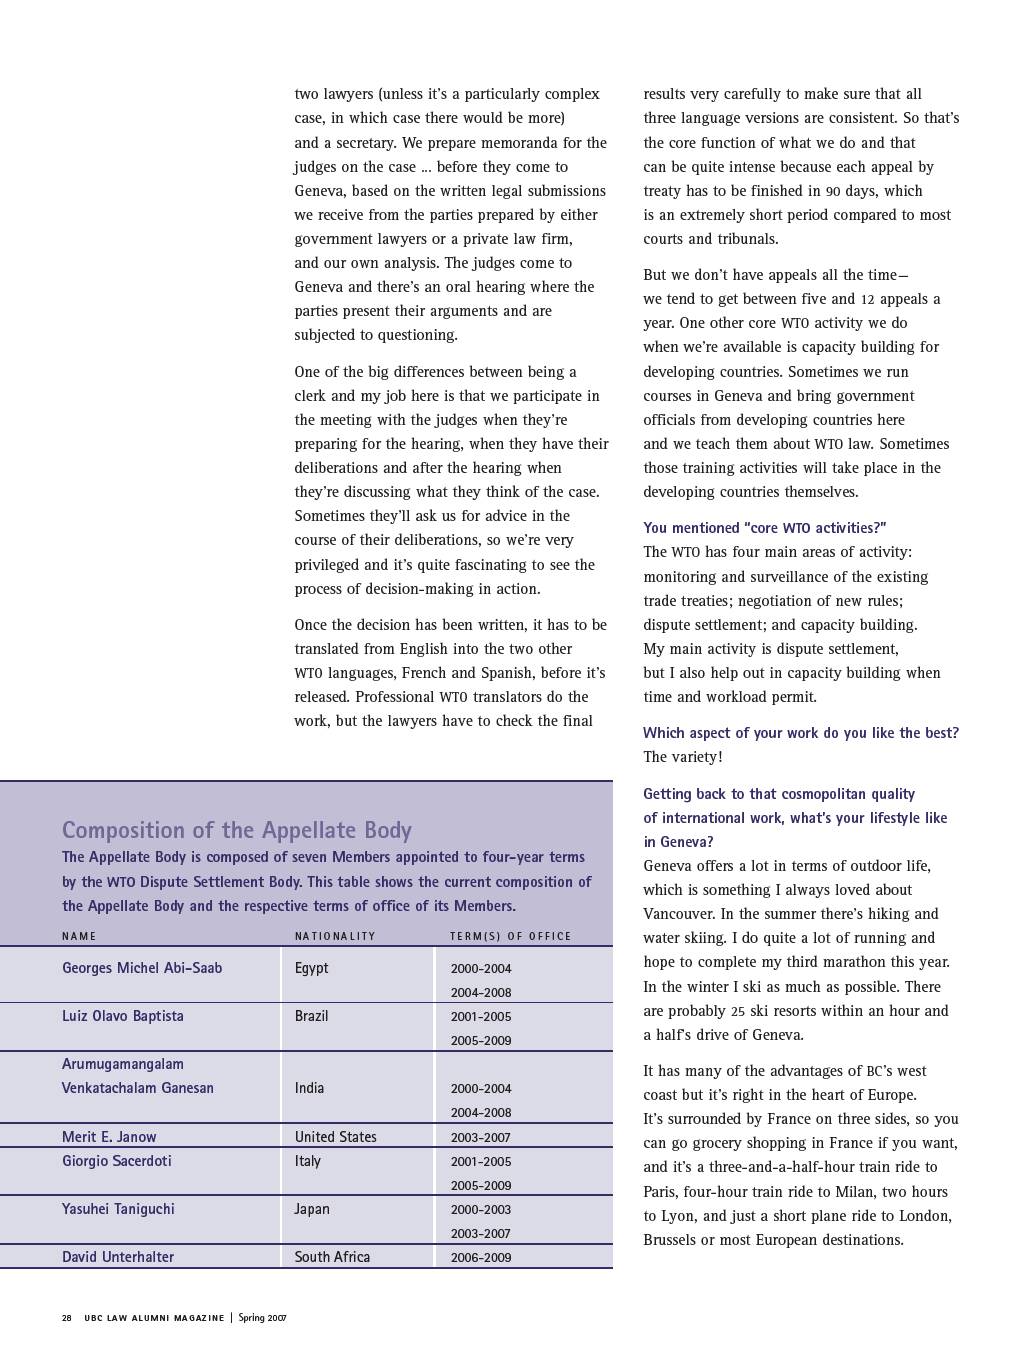 two lawyers (unless it's a particularly complex
case, in which case there would be more)
and a secretary. We prepare memoranda for the
judges on the case ... before they come to
Geneva, based on the written legal submissions
we receive from the parties prepared by either
government lawyers or a private law firm,
and our own analysis. The judges come to
Geneva and there's an oral hearing where the
parties present their arguments and are
subjected to questioning.
One of the big differences between being a
clerk and my job here is that we participate in
the meeting with the judges when they're
preparing for the hearing, when they have their
deliberations and after the hearing when
they're discussing what they think of the case.
Sometimes they'll ask us for advice in the
course of their deliberations, so we're very
privileged and it's quite fascinating to see the
process of decision-making in action.
Once the decision has been written, it has to be
translated from English into the two other
WTO languages, French and Spanish, before it's
released. Professional WTO translators do the
work, but the lawyers have to check the final
results very carefully to make sure that all
three language versions are consistent. So that's
the core function of what we do and that
can be quite intense because each appeal by
treaty has to be finished in 90 days, which
is an extremely short period compared to most
courts and tribunals.
But we don't have appeals all the time—
we tend to get between five and 12 appeals a
year. One other core WTO activity we do
when we're available is capacity building for
developing countries. Sometimes we run
courses in Geneva and bring government
officials from developing countries here
and we teach them about WTO law. Sometimes
those training activities will take place in the
developing countries themselves.
You mentioned "core WTO activities?"
The WTO has four main areas of activity:
monitoring and surveillance of the existing
trade treaties; negotiation of new rules;
dispute settlement; and capacity building.
My main activity is dispute settlement,
but I also help out in capacity building when
time and workload permit.
Which aspect of your work do you like the best?
The variety!
Getting back to that cosmopolitan quality
of international work, what's your lifestyle like
in Geneva?
Geneva offers a lot in terms of outdoor life,
which is something I always loved about
Vancouver. In the summer there's hiking and
water skiing. I do quite a lot of running and
hope to complete my third marathon this year.
In the winter I ski as much as possible. There
are probably 25 ski resorts within an hour and
a half's drive of Geneva.
It has many of the advantages of BC's west
coast but it's right in the heart of Europe.
It's surrounded by France on three sides, so you
can go grocery shopping in France if you want,
and it's a three-and-a-half-hour train ride to
Paris, four-hour train ride to Milan, two hours
to Lyon, and just a short plane ride to London,
Brussels or most European destinations.
Composition of the Appellate Body
The Appellate Body is composed of seven Members appointed to four-year terms
by the WTO Dispute Settlement Body. This table shows the current composition of
the Appellate Body and the respective terms of office of its Members.
NAME NATIONALITY TERM(S) OF OFFICE
Georges Michel Abi-Saab Egypt 2000-2004
2004-2008
Luiz Olavo Baptista Brazil 2001-2005
2005-2009
Arumugamangalam
Venkatachalam Ganesan India 2000-2004
2004-2008
Merit E. Janow United States 2003-2007
Giorgio Sacerdoti Italy 2001-2005
2005-2009
Yasuhei Taniguchi Japan 2000-2003
2003-2007
David Unterhalter South Africa 2006-2009
28 UBC LAW ALUMNI MAGAZINE | Spring 2007